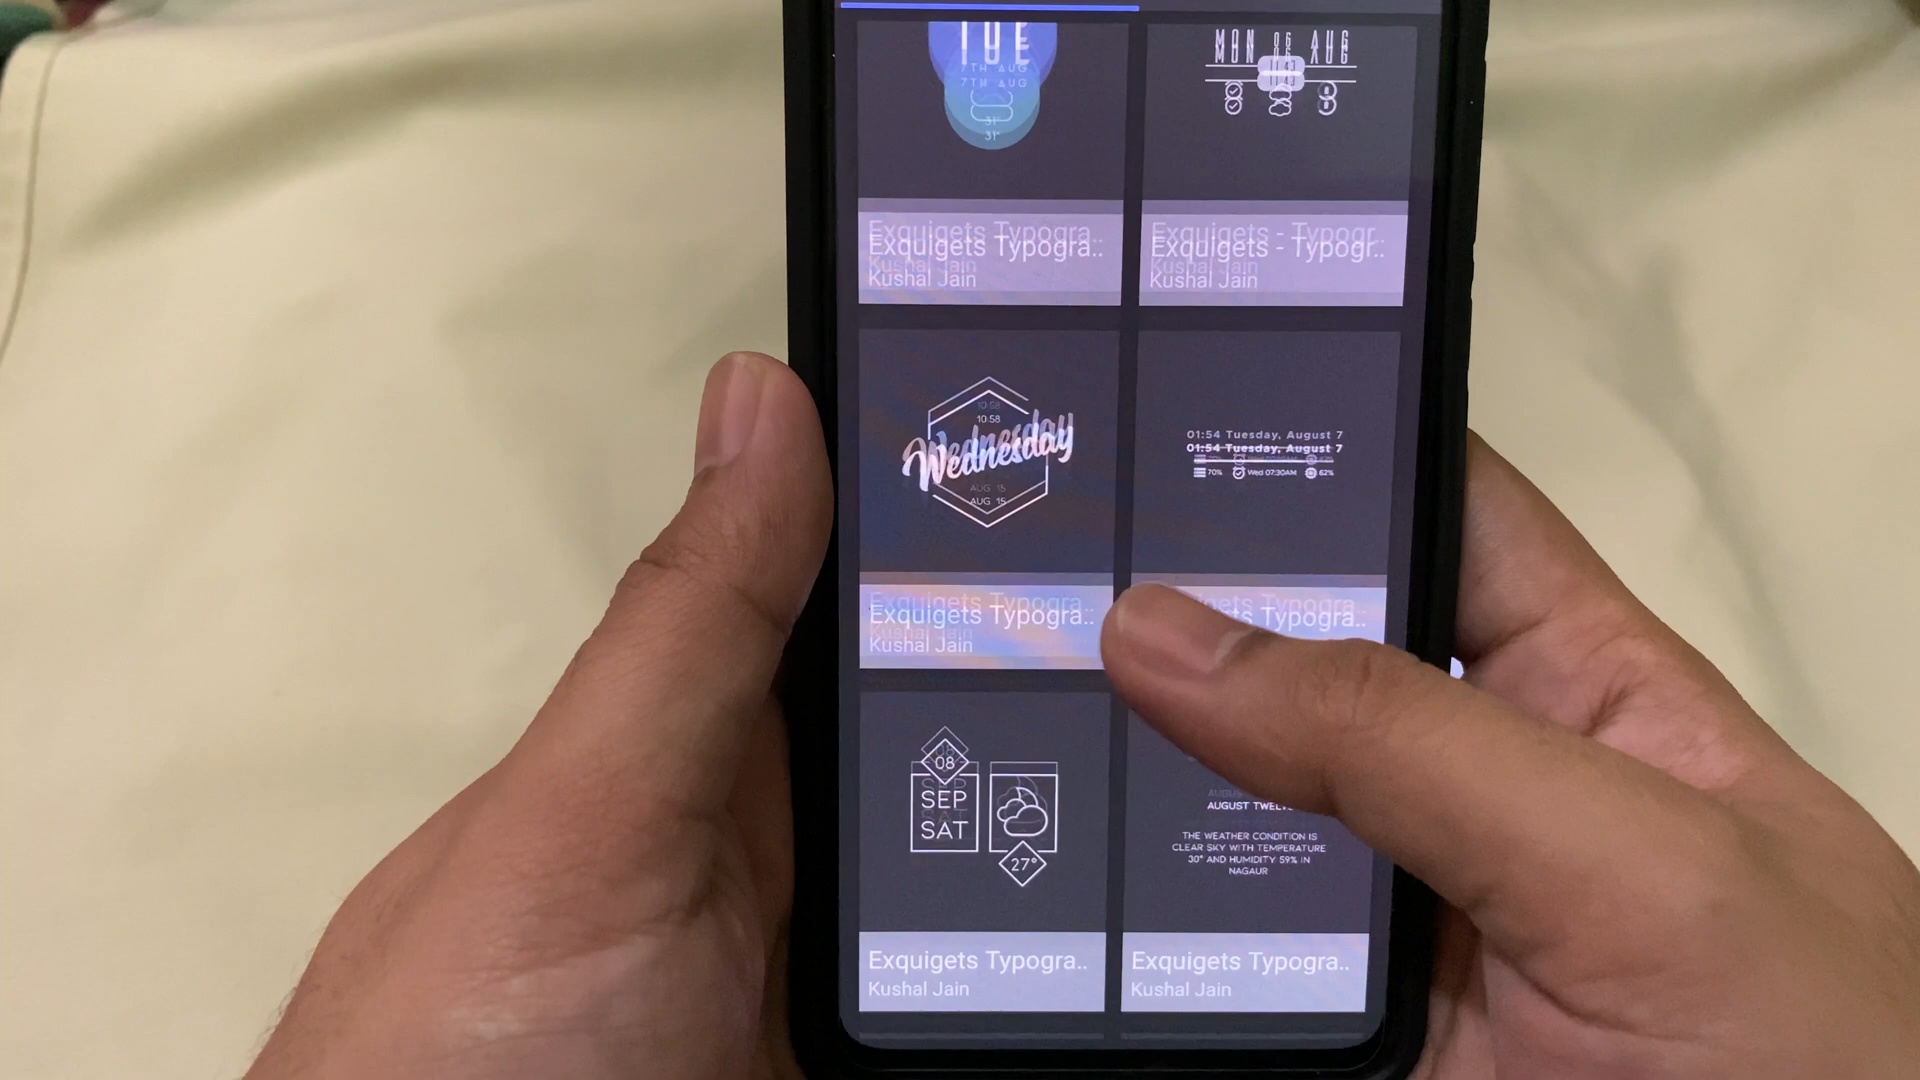 TUE
7TH AUG
31°
MON 06 AUG
11:43
Exquigets Typogra..
Kushal Jain
Exquigets - Typogr..
Kushal Jain
10:58
Wednesday
AUG 15
01:54 Tuesday, August 7
70% Wed 07:30AM 62%
Exquigets Typogra..
Kushal Jain
Typogra..
08
SEP
SAT
27°
AUGUST
THE WEATHER CONDITION IS
CLEAR SKY WITH TEMPERATURE
30° AND HUMIDITY 59% IN
NAGAUR
Exquigets Typogra..
Kushal Jain
Exquigets Typogra..
Kushal Jain